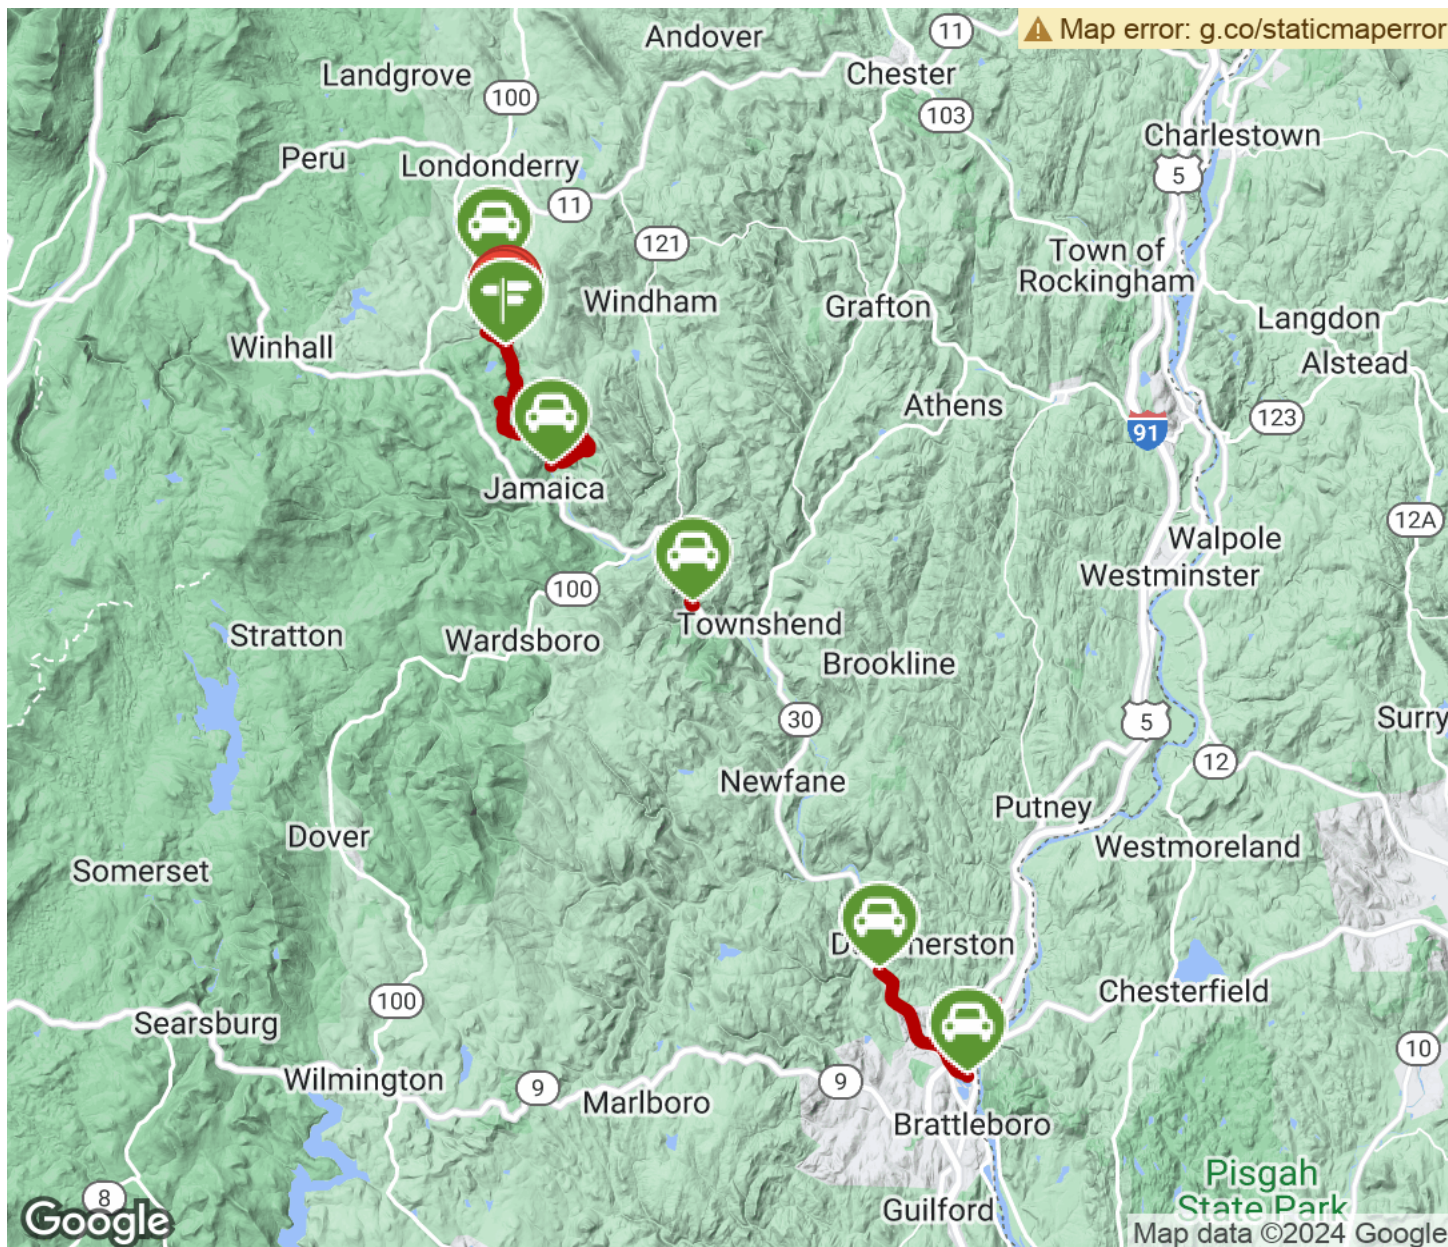 Map error: g.co/staticmaperror
Andover
11
Landgrove
Chester
100
103
Charlestown
Peru
Londonderry
5
11
121
Town of
Rockingham
Windham
Grafton
Langdon
Winhall
Alstead
Athens
123
91
Jamaica
12A
Walpole
Westminster
100
Townshend
Stratton
Wardsboro
Brookline
30
5
Surry
12
Newfane
Putney
Dover
Westmoreland
Somerset
D
nerston
Chesterfield
100
Searsburg
10
Wilmington
9
9
Marlboro
Brattleboro
Pisgah
State Park
8
Guilford
Google
Map data ©2024 Google